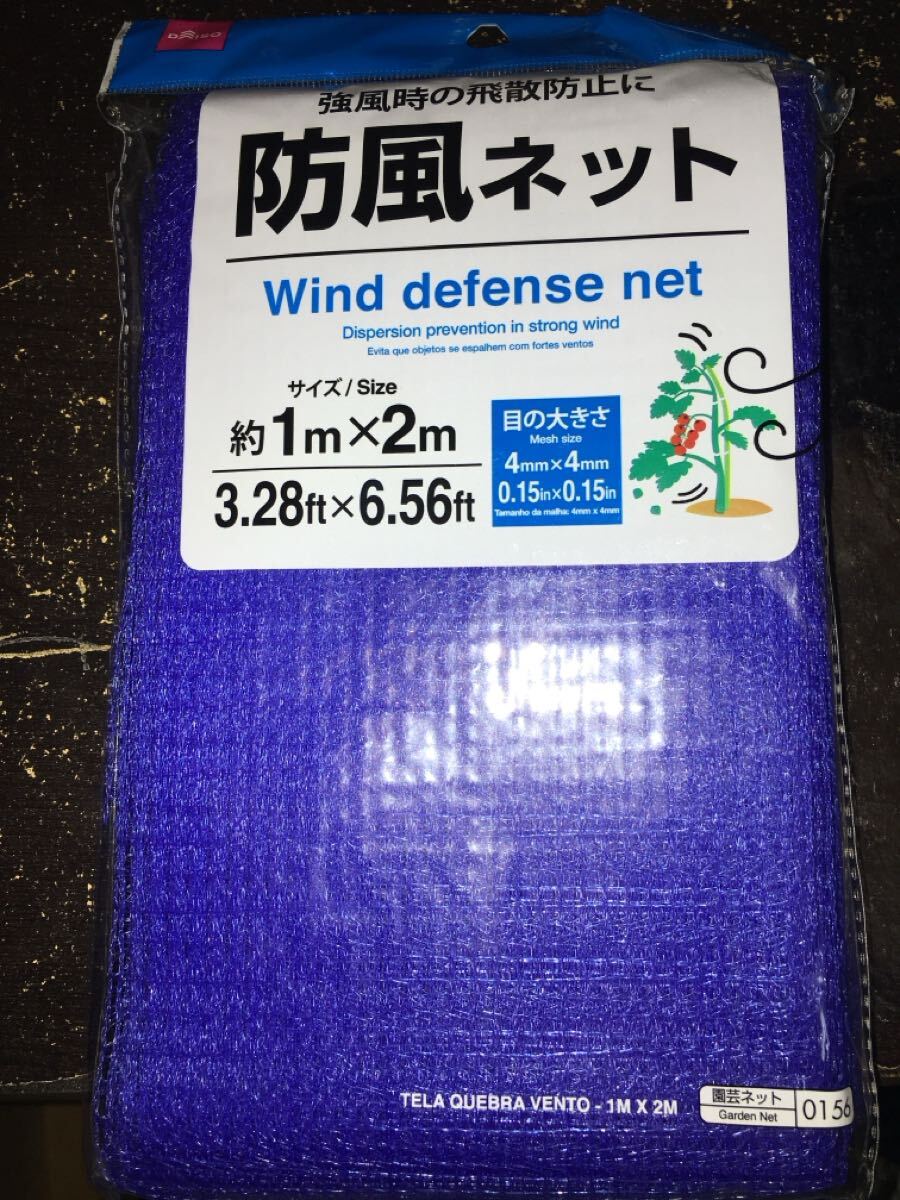 DAISO
強風時の飛散防止に
防風ネット
Wind defense net
Dispersion prevention in strong wind
Evita que objetos se espalhem com fortes ventos
サイズ / Size
約1m×2m
3.28ft×6.56ft
目の大きさ
Mesh size
4mm×4mm
0.15in×0.15in
Tamanho da malha: 4mm x 4mm
TELA QUEBRA VENTO - 1M X 2M
園芸ネット
Garden Net
0156